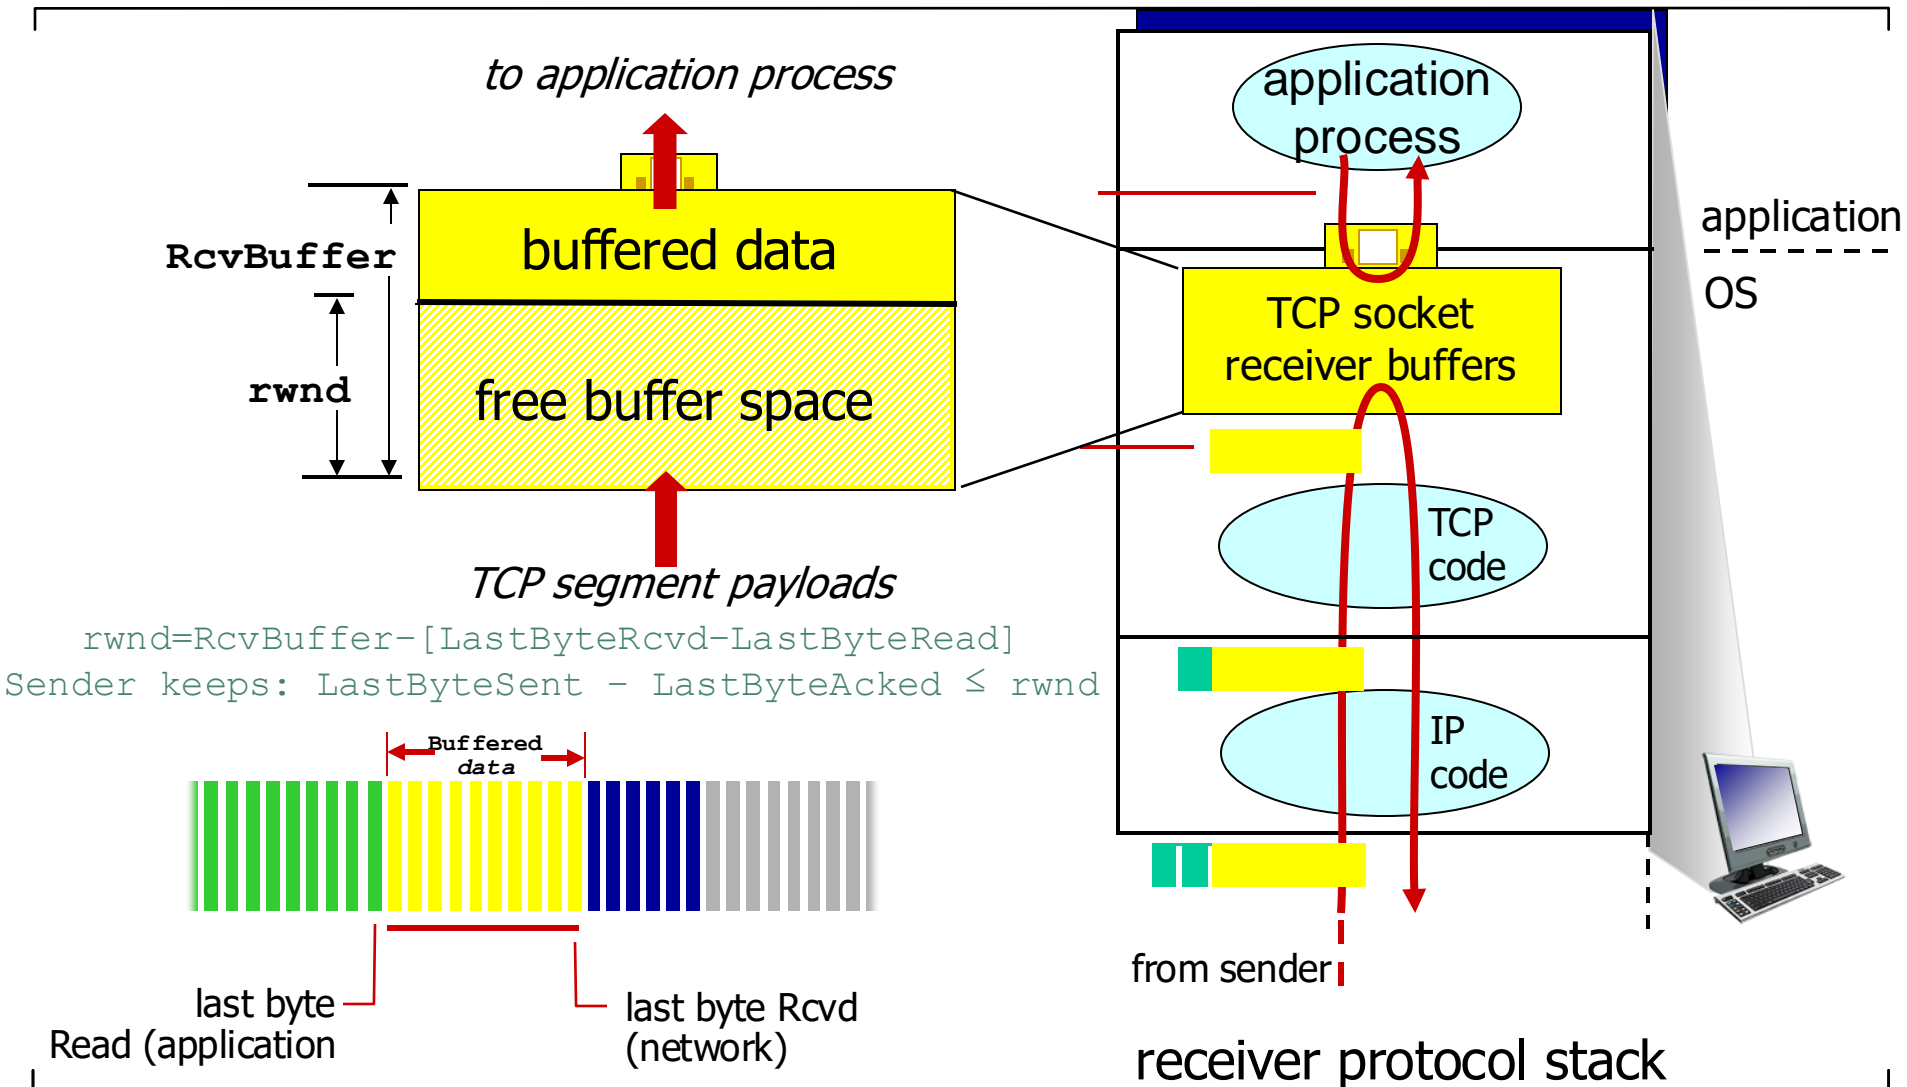 to application process
RcvBuffer
buffered data
rwnd
free buffer space
TCP segment payloads
rwnd=RcvBuffer–[LastByteRcvd–LastByteRead]
Sender keeps: LastByteSent – LastByteAcked ≤ rwnd
Buffered
data
last byte
Read (application
last byte Rcvd
(network)
application
process
TCP socket
receiver buffers
TCP
code
IP
code
from sender
receiver protocol stack
application
OS